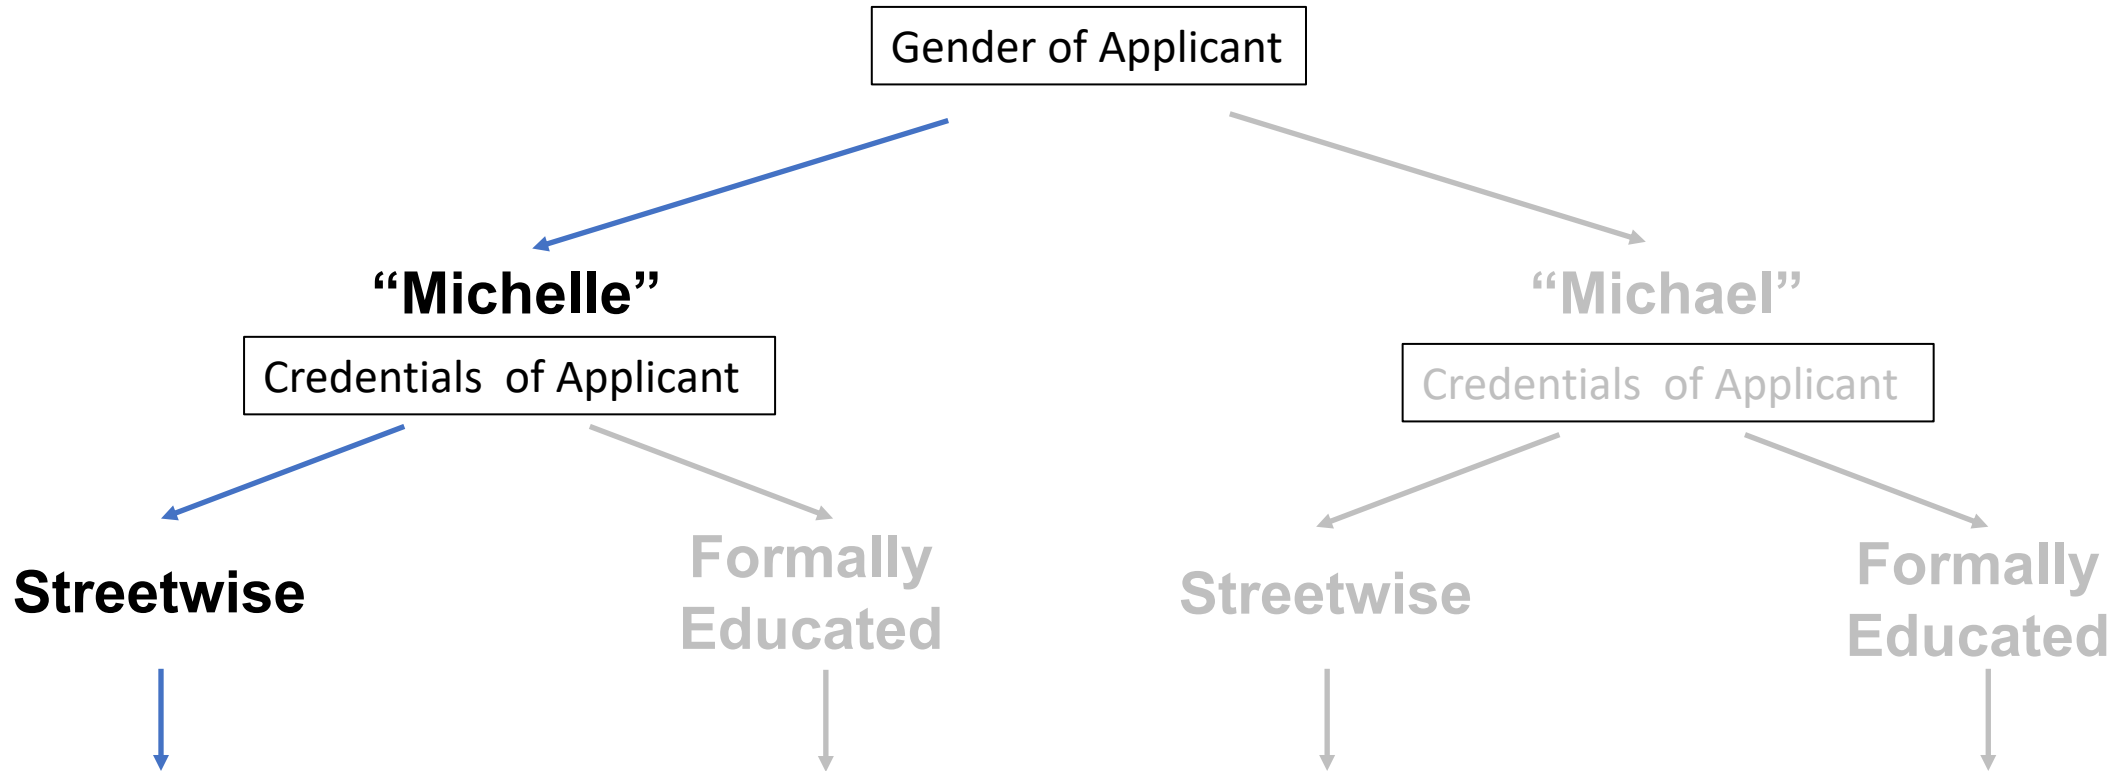 Gender of Applicant
“Michelle”
“Michael”
Credentials  of Applicant
Credentials  of Applicant
Streetwise
Formally
Educated
Streetwise
Formally
Educated